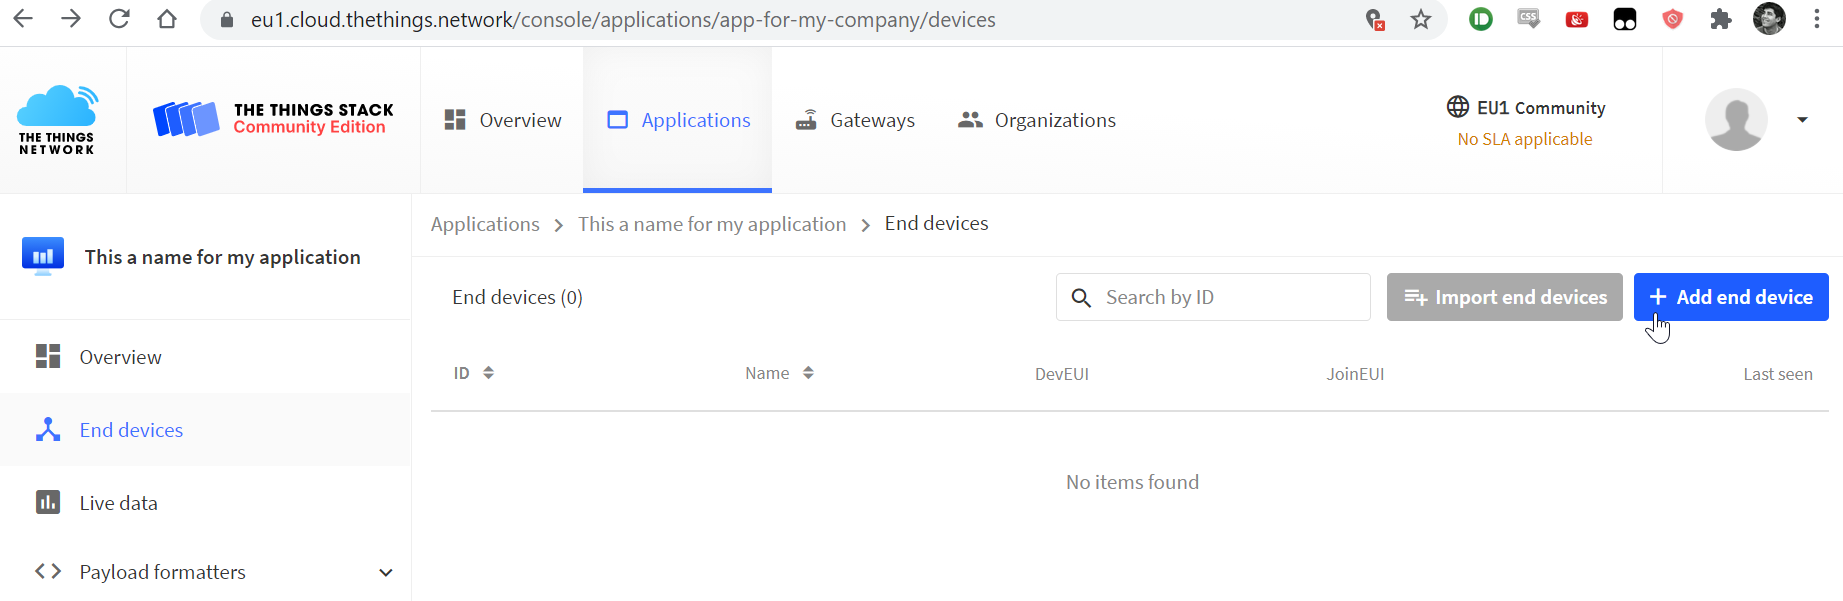 eu1.cloud.thethings.network/console/applications/app-for-my-company/devices
CSS
THE THINGS
NETWORK
THE THINGS STACK
Community Edition
Overview
Applications
Gateways
Organizations
EU1 Community
No SLA applicable
This a name for my application
Applications > This a name for my application > End devices
End devices (0)
Search by ID
Import end devices
+ Add end device
Overview
End devices
Live data
Payload formatters
ID
Name
DevEUI
JoinEUI
Last seen
No items found